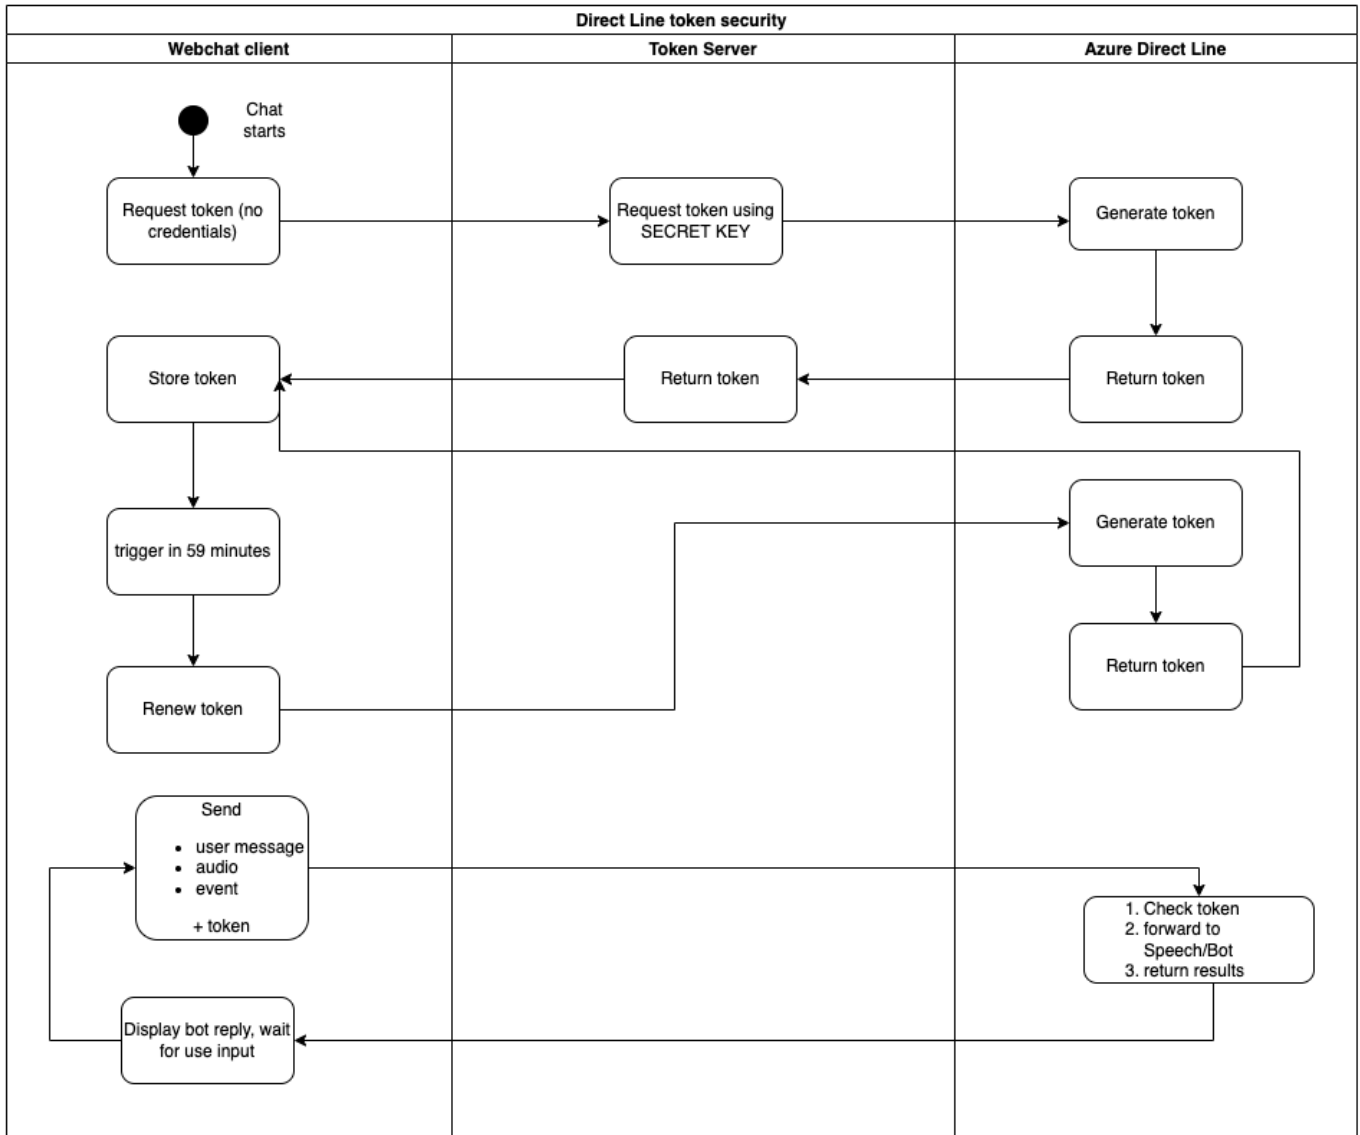 Direct Line token security
Webchat client
Token Server
Azure Direct Line
Chat
starts
Request token (no
credentials)
Request token using
SECRET KEY
Generate token
Store token
Return token
Return token
trigger in 59 minutes
Generate token
Renew token
Return token
Send
• user message
• audio
• event
+ token
1. Check token
2. forward to
Speech/Bot
3. return results
Display bot reply, wait
for use input